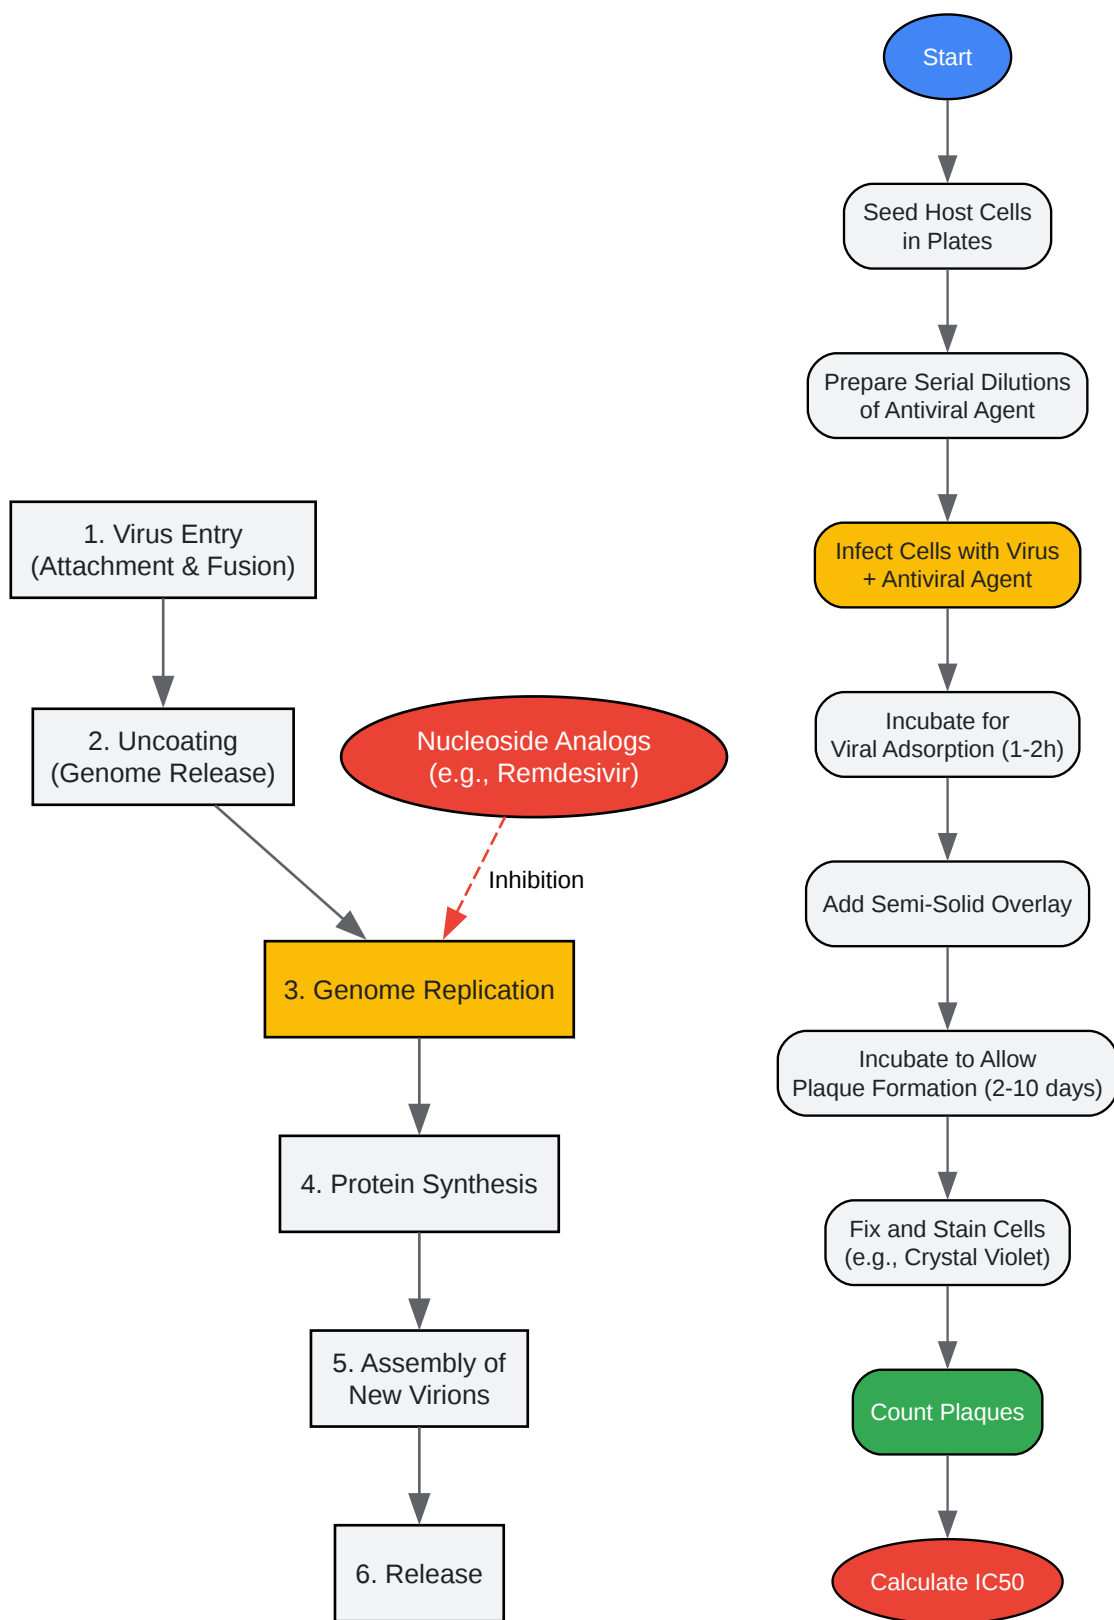 1. Virus Entry
(Attachment & Fusion)
2. Uncoating
(Genome Release)
Nucleoside Analogs
(e.g., Remdesivir)
Inhibition
3. Genome Replication
4. Protein Synthesis
5. Assembly of
New Virions
6. Release
Start
Seed Host Cells
in Plates
Prepare Serial Dilutions
of Antiviral Agent
Infect Cells with Virus
+ Antiviral Agent
Incubate for
Viral Adsorption (1-2h)
Add Semi-Solid Overlay
Incubate to Allow
Plaque Formation (2-10 days)
Fix and Stain Cells
(e.g., Crystal Violet)
Count Plaques
Calculate IC50